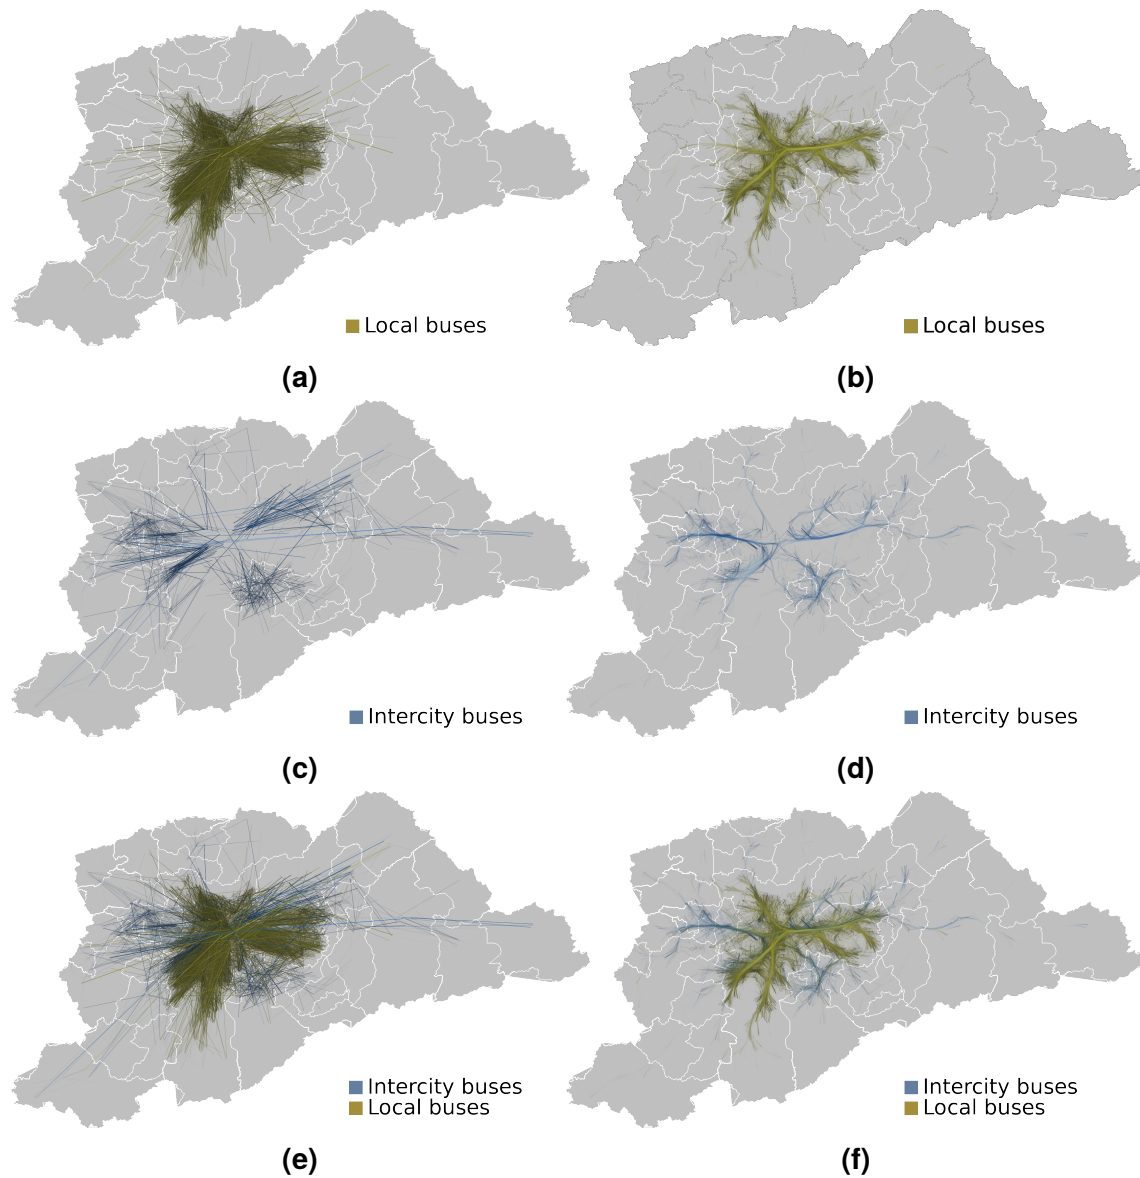 Local buses
Local buses
(a)
(b)
Intercity buses
Intercity buses
(c)
(d)
Intercity buses
Local buses
Intercity buses
Local buses
(e)
(f)